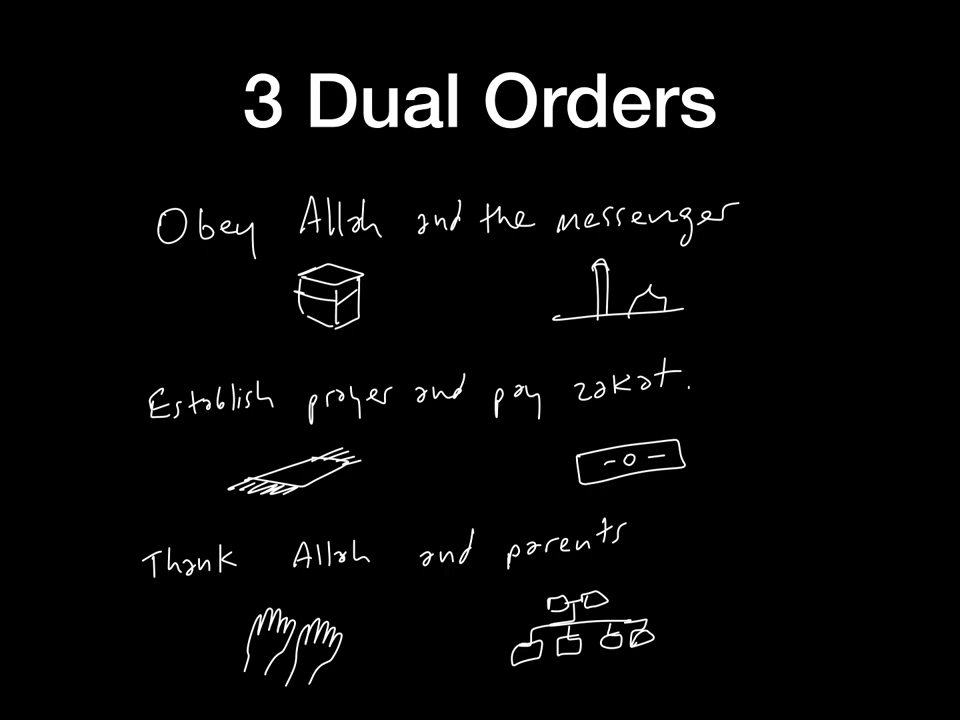 3 Dual Orders
Obey Allah and the messenger
Establish prayer and pay zakat.
Thank Allah and parents